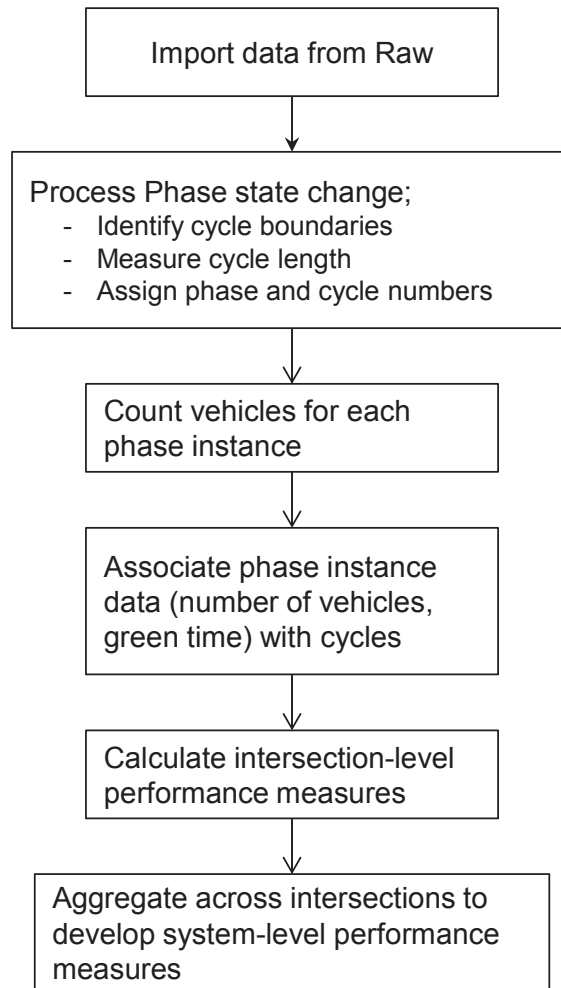 Import data from Raw
Process Phase state change;
- Identify cycle boundaries
- Measure cycle length
- Assign phase and cycle numbers
Count vehicles for each
phase instance
Associate phase instance
data (number of vehicles,
green time) with cycles
Calculate intersection-level
performance measures
Aggregate across intersections to
develop system-level performance
measures